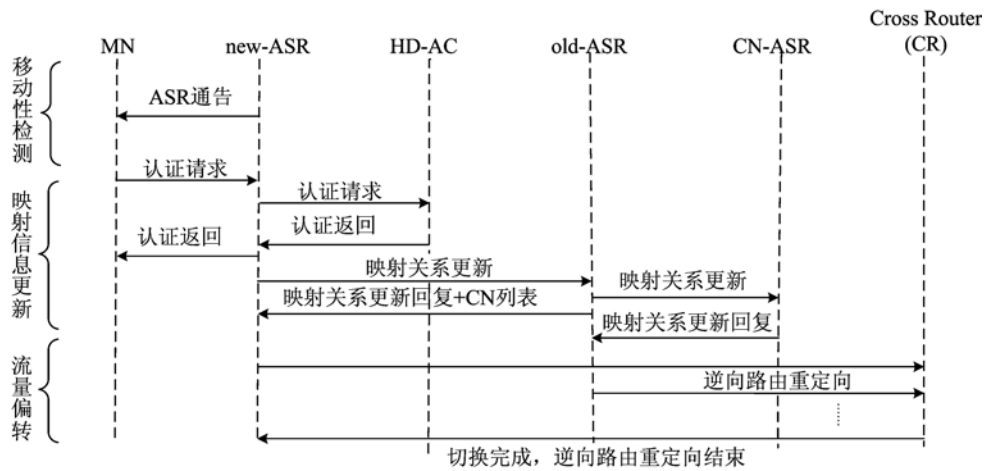 Cross Router
(CR)
MN
new-ASR
HD-AC
old-ASR
CN-ASR
移动性检测
ASR通告
映射信息更新
认证请求
认证请求
认证返回
认证返回
映射关系更新
映射关系更新
映射关系更新回复+CN列表
映射关系更新回复
流量偏转
逆向路由重定向
切换完成，逆向路由重定向结束